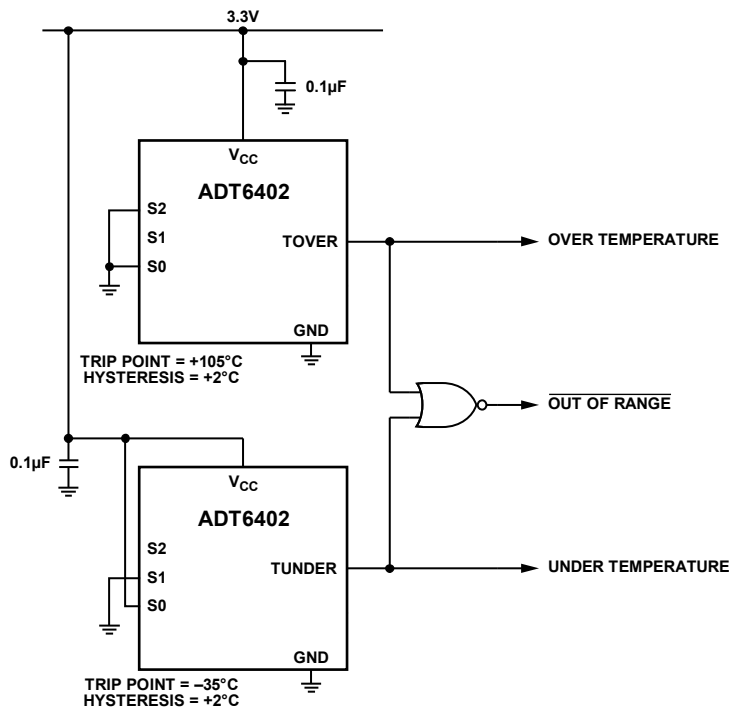 3.3V
0.1µF
VCC
ADT6402
S2
S1
S0
TOVER
OVER TEMPERATURE
GND
TRIP POINT = +105°C
HYSTERESIS = +2°C
OUT OF RANGE
0.1µF
VCC
ADT6402
S2
S1
S0
TUNDER
UNDER TEMPERATURE
GND
TRIP POINT = –35°C
HYSTERESIS = +2°C